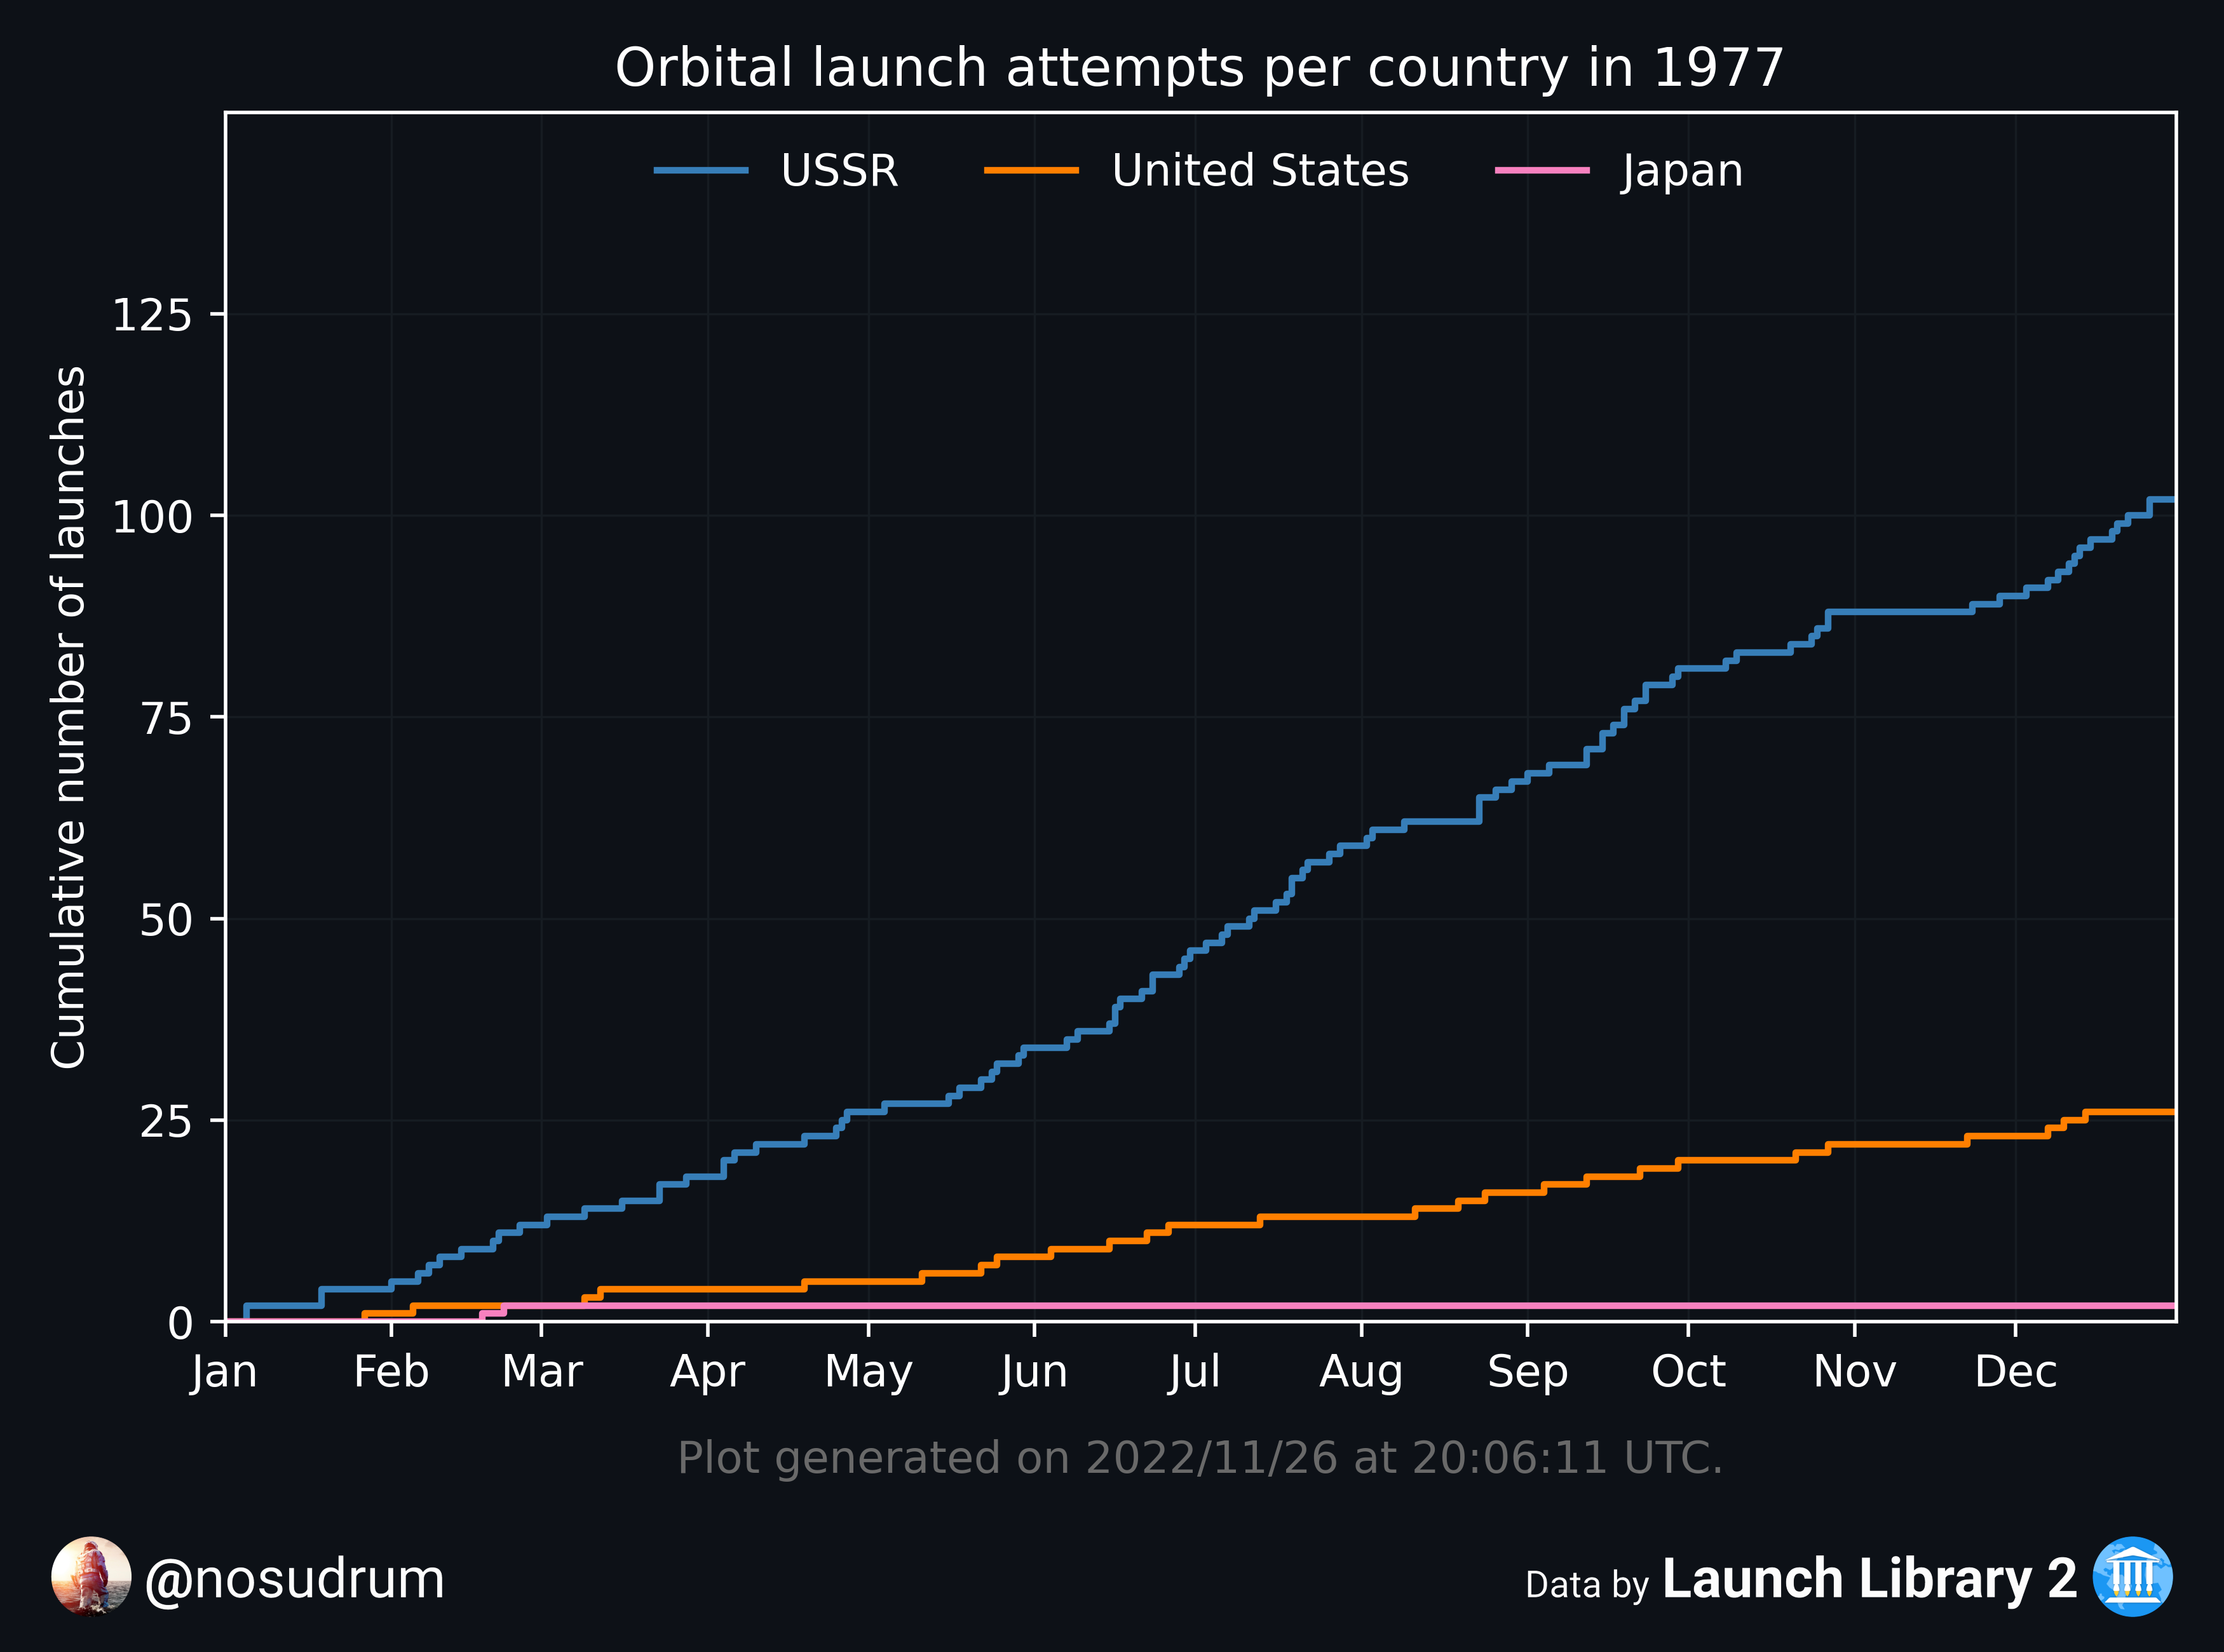 Orbital launch attempts per country in 1977
USSR United States Japan
Cumulative number of launches
125
100
75
50
25
0
Jan Feb Mar Apr May Jun Jul Aug Sep Oct Nov Dec
Plot generated on 2022/11/26 at 20:06:11 UTC.
@nosudrum
Data by Launch Library 2